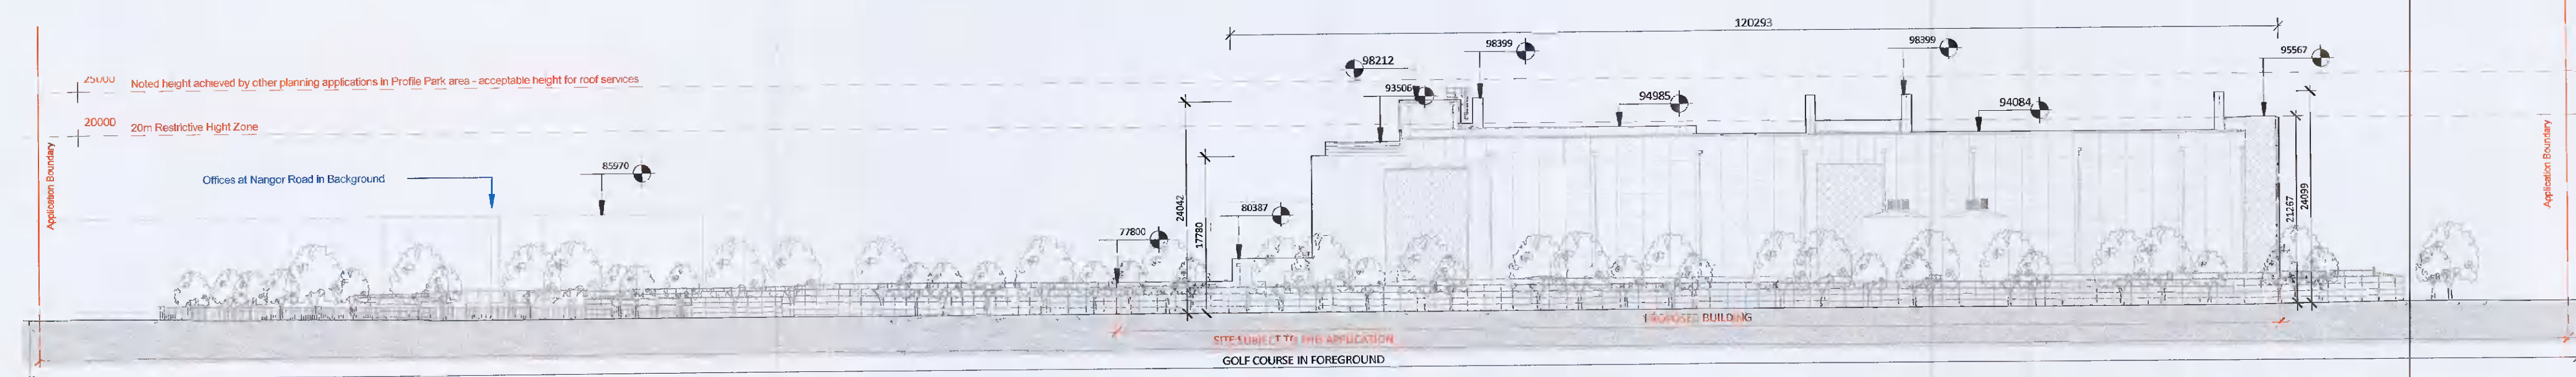 120293
98399
98399
95567
98212
25000 Noted height achieved by other planning applications in Profile Park area - acceptable height for roof services
93506
94985
94084
20000 20m Restrictive Hight Zone
Application Boundary
Application Boundary
85970
Offices at Nangor Road in Background
24042
17780
80387
77800
21267
24099
PROPOSED BUILDING
SITE SUBJECT TO THIS APPLICATION
GOLF COURSE IN FOREGROUND